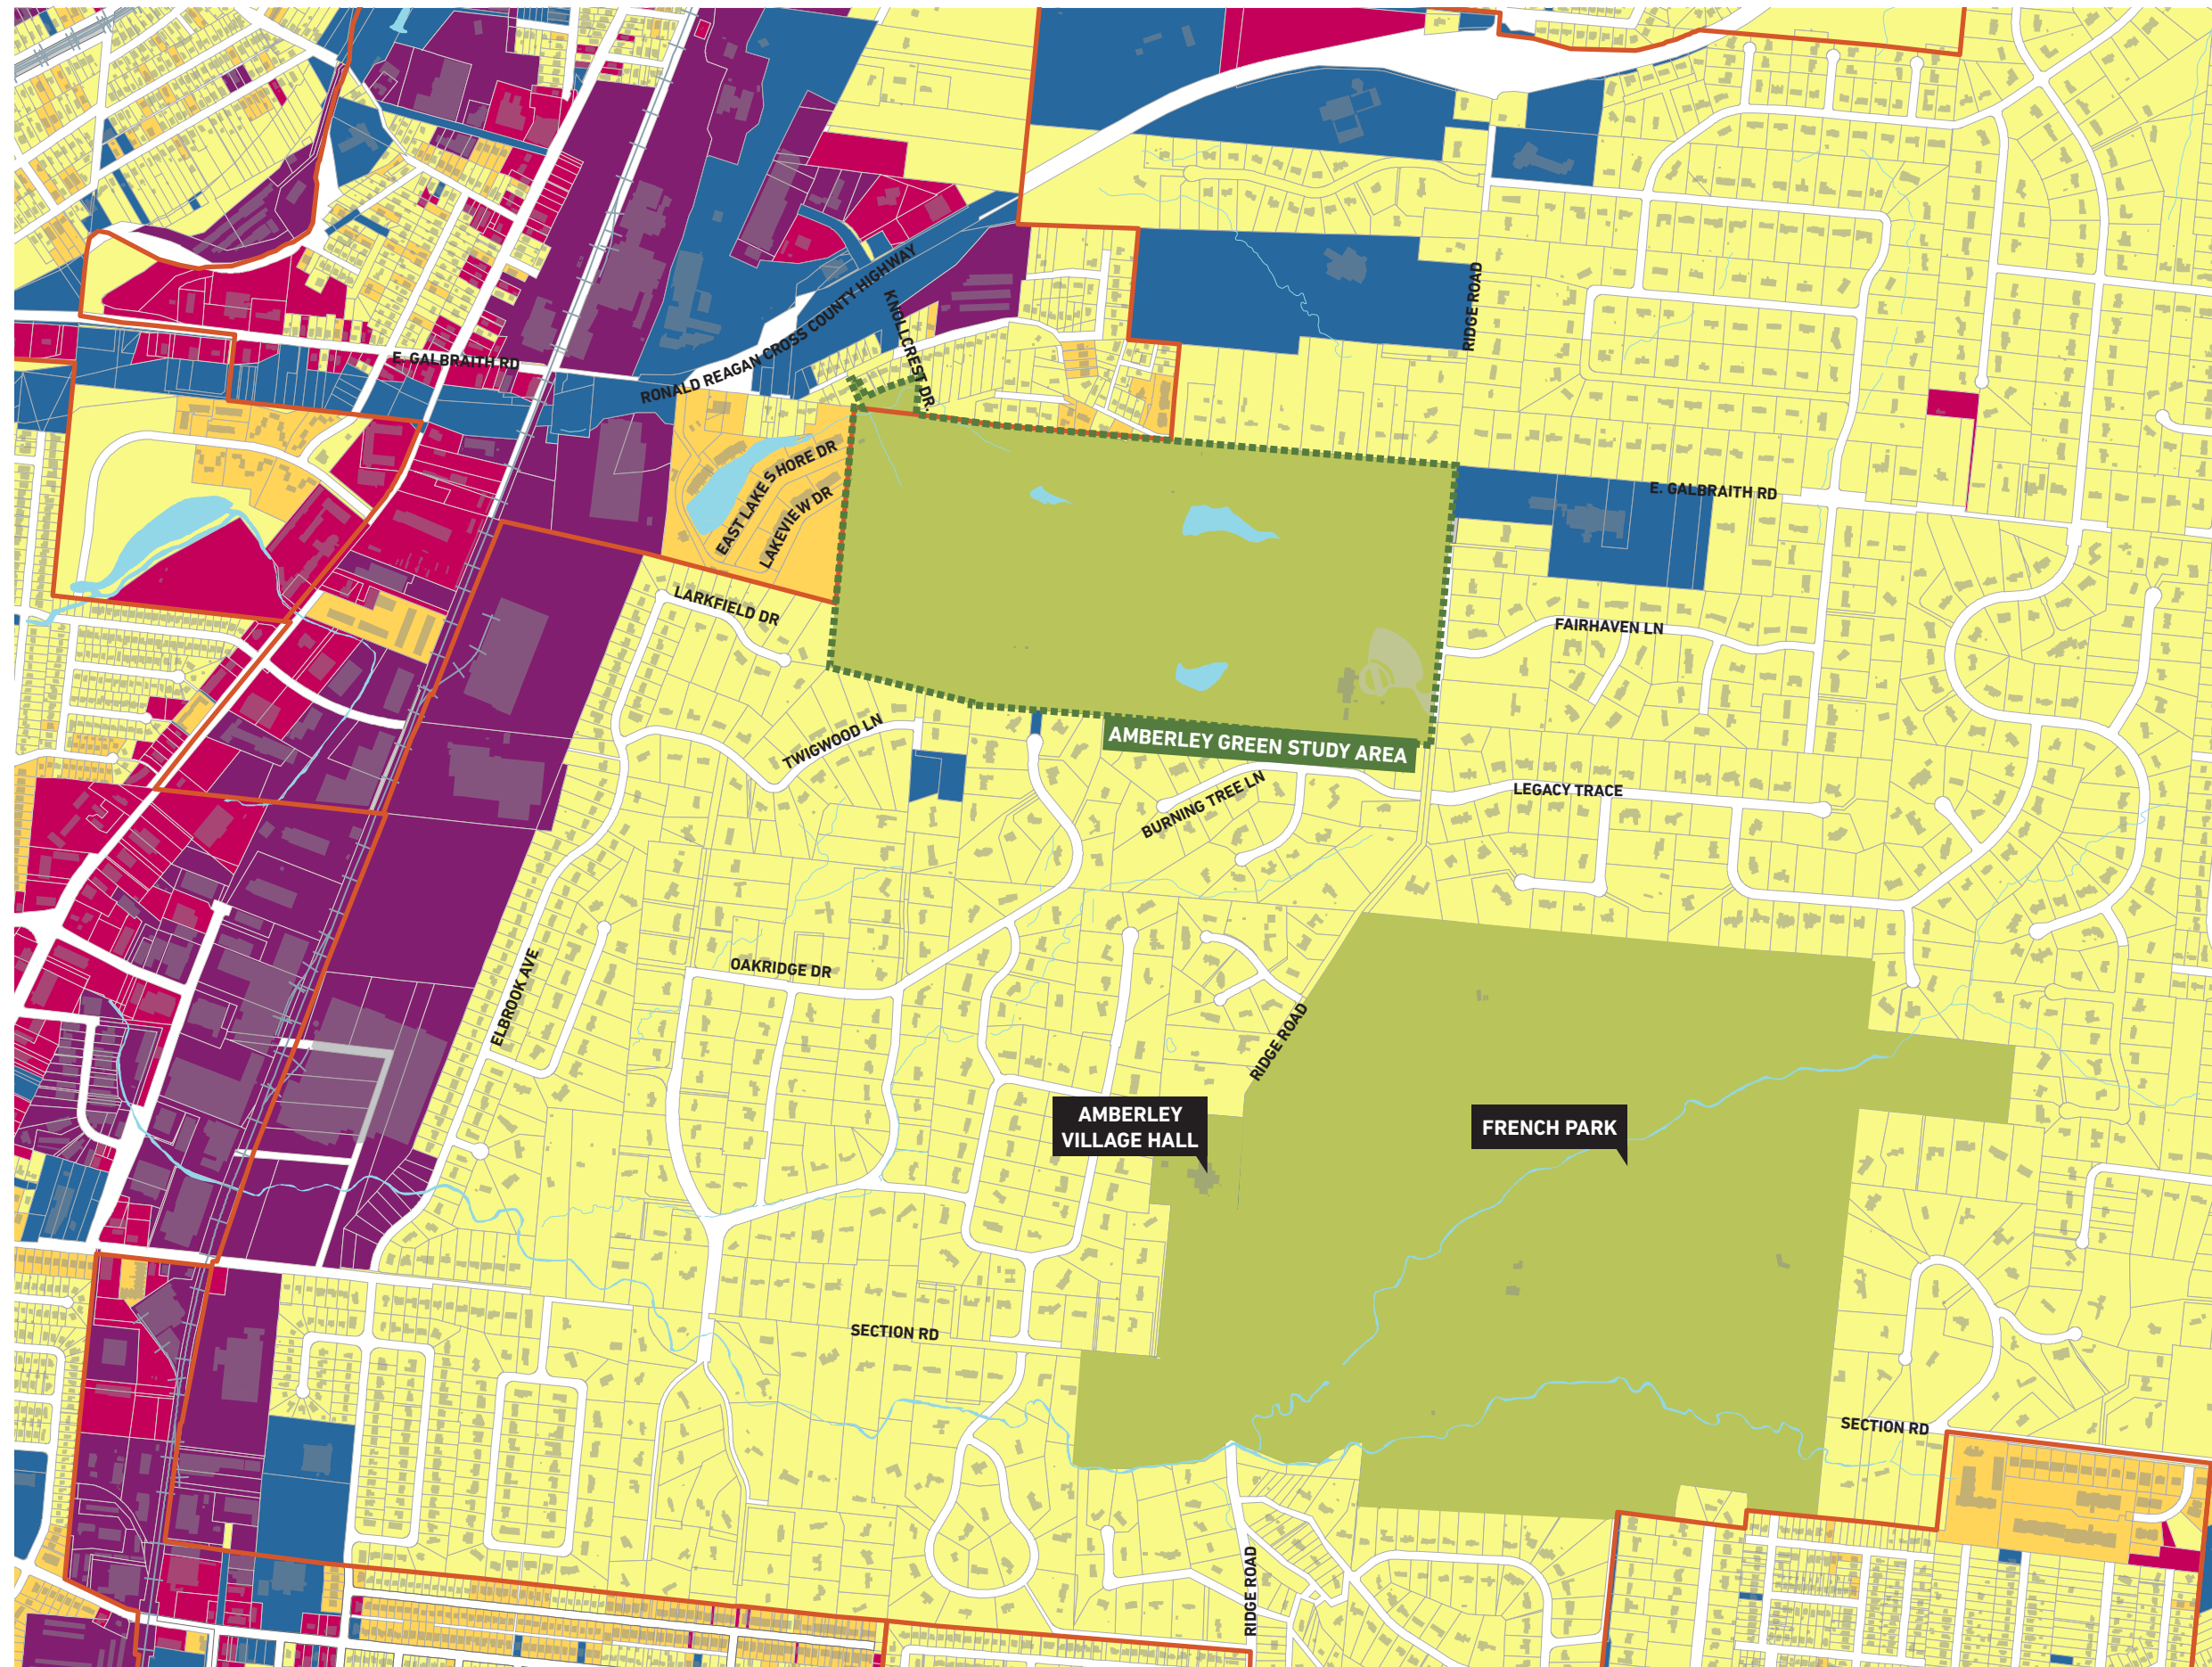 RIDGE ROAD
RONALD REAGAN CROSS COUNTY HIGHWAY
KNOLLCREST DR.
E. GALBRAITH RD
E. GALBRAITH RD
EAST LAKE SHORE DR
LAKEVIEW DR
LARKFIELD DR
FAIRHAVEN LN
TWIGWOOD LN
AMBERLEY GREEN STUDY AREA
BURNING TREE LN
LEGACY TRACE
OAKRIDGE DR
ELBROOK AVE
RIDGE ROAD
AMBERLEY
VILLAGE HALL
FRENCH PARK
SECTION RD
SECTION RD
RIDGE ROAD